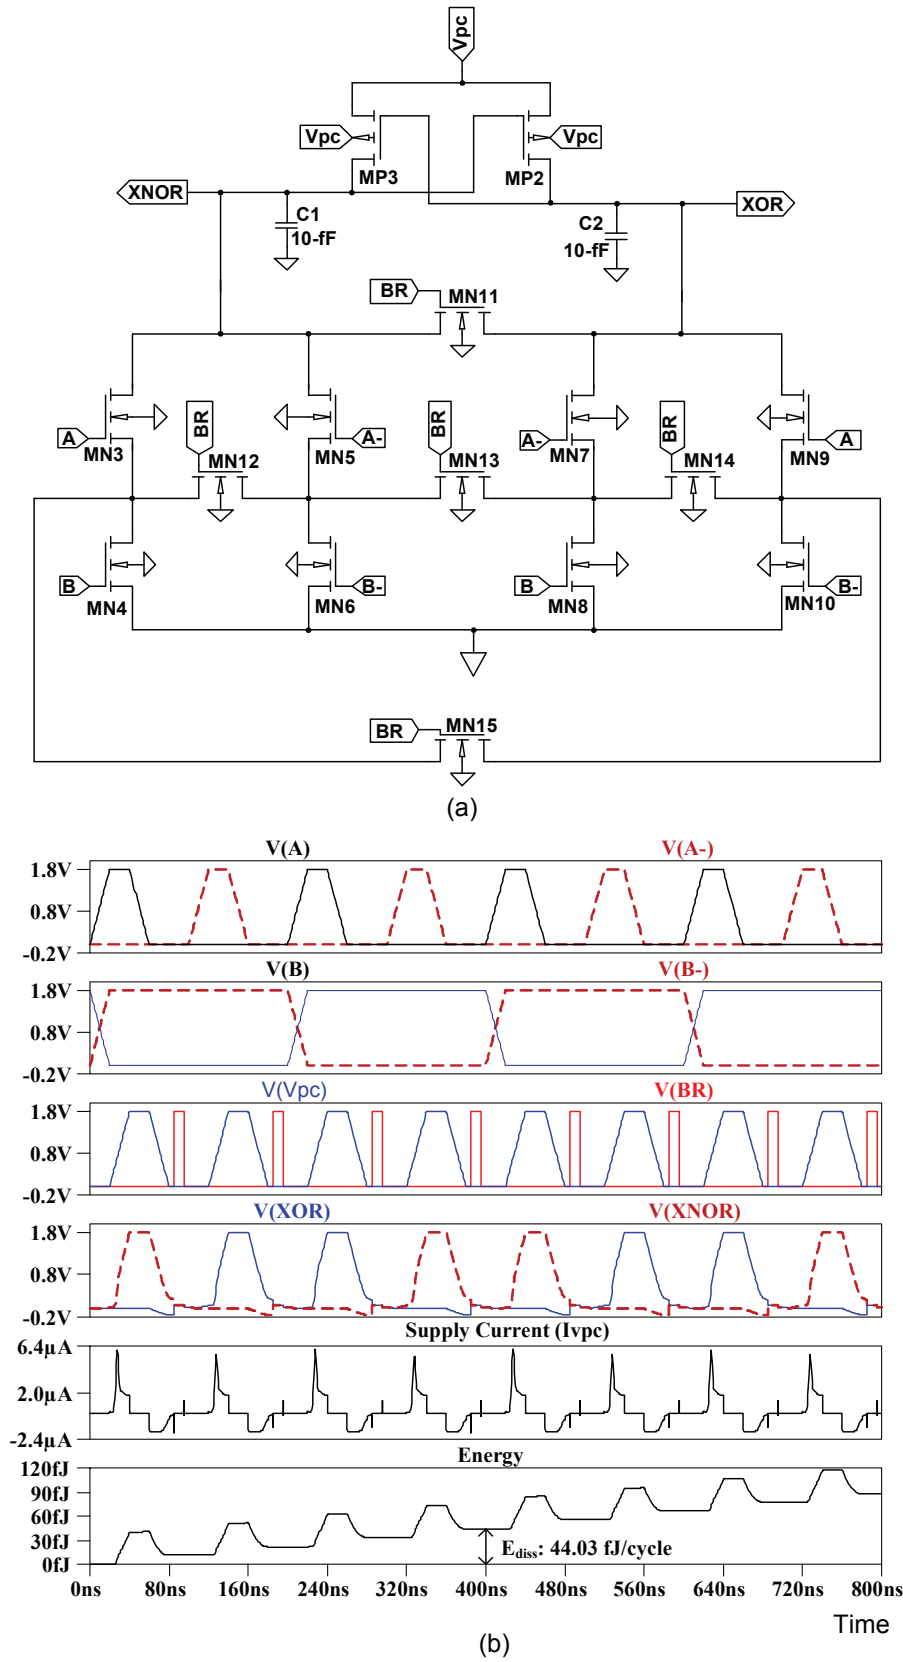 (a)
Vpc
Vpc Vpc
MP3 MP2
XNOR XOR
C1
10-fF
C2
10-fF
BR MN11
A MN3 BR MN12 A- MN5 BR MN13 A- MN7 BR MN14 A MN9
B MN4 B- MN6 B MN8 B- MN10
BR MN15
(a)
V(A) V(A-)
1.8V
0.8V
-0.2V
V(B) V(B-)
1.8V
0.8V
-0.2V
V(Vpc) V(BR)
1.8V
0.8V
-0.2V
V(XOR) V(XNOR)
1.8V
0.8V
-0.2V
Supply Current (Ivpc)
6.4µA
2.0µA
-2.4µA
Energy
120fJ
90fJ
60fJ
30fJ
0fJ
Ediss: 44.03 fJ/cycle
0ns 80ns 160ns 240ns 320ns 400ns 480ns 560ns 640ns 720ns 800ns
Time
(b)